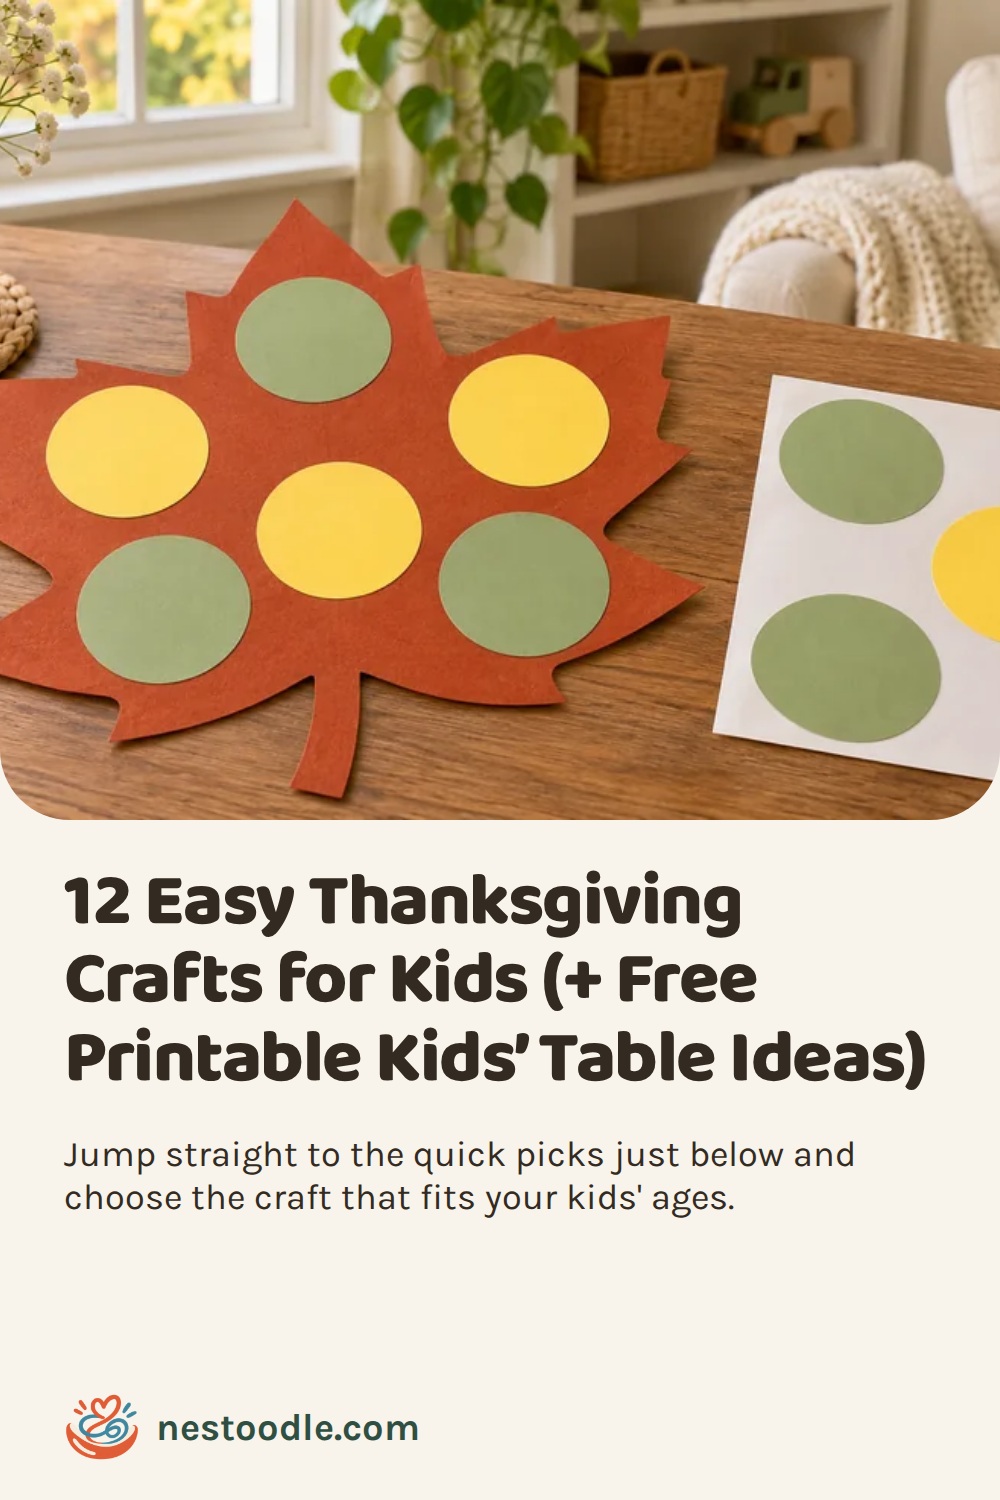 12 Easy Thanksgiving
Crafts for Kids (+ Free
Printable Kids’ Table Ideas)
Jump straight to the quick picks just below and
choose the craft that fits your kids' ages.
nestoodle.com